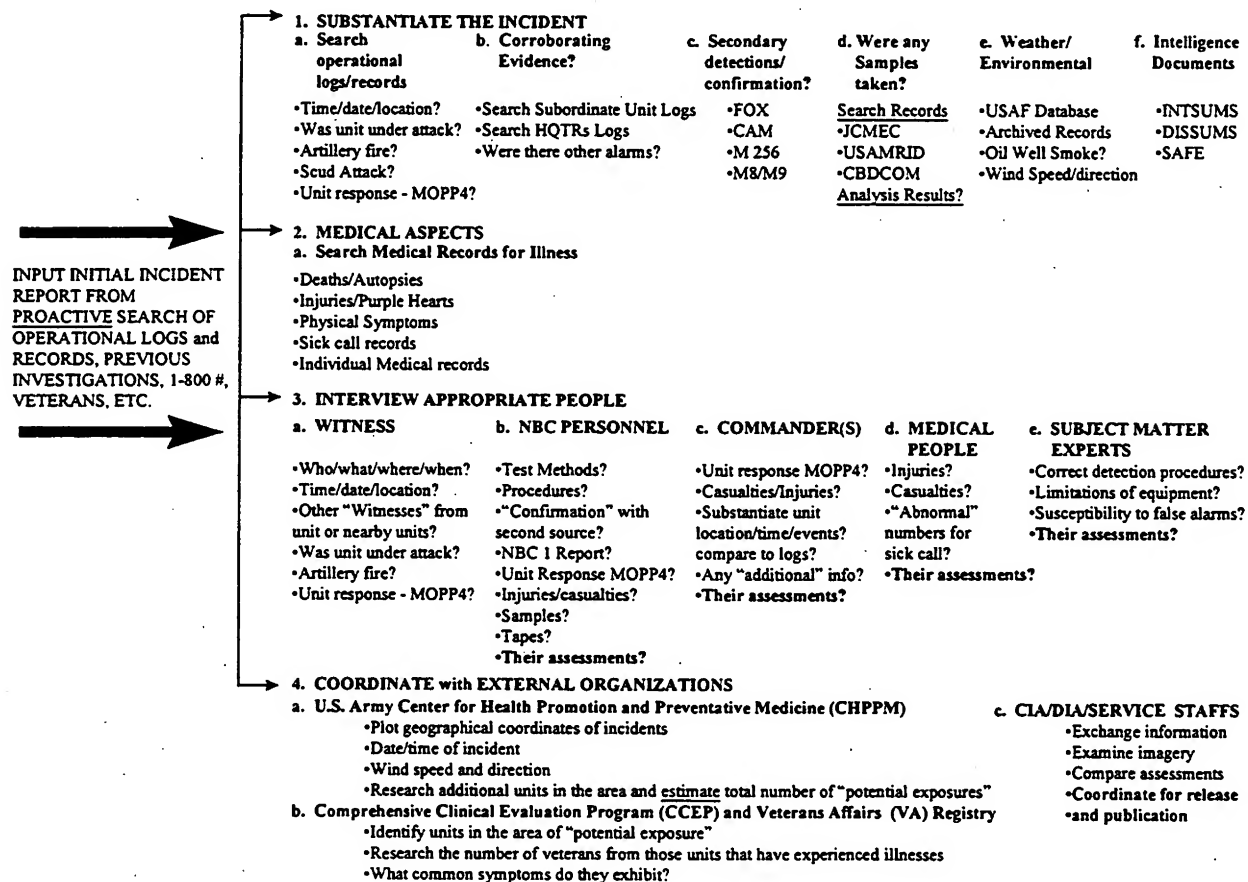 INPUT INITIAL INCIDENT
REPORT FROM
PROACTIVE SEARCH OF
OPERATIONAL LOGS and
RECORDS, PREVIOUS
INVESTIGATIONS, 1-800 #,
VETERANS, ETC.
1. SUBSTANTIATE THE INCIDENT
a. Search
operational
logs/records
•Time/date/location?
•Was unit under attack?
•Artillery fire?
•Scud Attack?
•Unit response - MOPP4?
b. Corroborating
Evidence?
•Search Subordinate Unit Logs
•Search HQTRs Logs
•Were there other alarms?
c. Secondary
detections/
confirmation?
•FOX
•CAM
•M 256
•M8/M9
d. Were any
Samples
taken?
Search Records
•JCMEC
•USAMRID
•CBDCOM
Analysis Results?
e. Weather/
Environmental
•USAF Database
•Archived Records
•Oil Well Smoke?
•Wind Speed/direction
f. Intelligence
Documents
•INTSUMS
•DISSUMS
•SAFE
2. MEDICAL ASPECTS
a. Search Medical Records for Illness
•Deaths/Autopsies
•Injuries/Purple Hearts
•Physical Symptoms
•Sick call records
•Individual Medical records
3. INTERVIEW APPROPRIATE PEOPLE
a. WITNESS
•Who/what/where/when?
•Time/date/location?
•Other "Witnesses" from
unit or nearby units?
•Was unit under attack?
•Artillery fire?
•Unit response - MOPP4?
b. NBC PERSONNEL
•Test Methods?
•Procedures?
•"Confirmation" with
second source?
•NBC 1 Report?
•Unit Response MOPP4?
•Injuries/casualties?
•Samples?
•Tapes?
•Their assessments?
c. COMMANDER(S)
•Unit response MOPP4?
•Casualties/Injuries?
•Substantiate unit
location/time/events?
compare to logs?
•Any "additional" info?
•Their assessments?
d. MEDICAL
PEOPLE
•Injuries?
•Casualties?
•"Abnormal"
numbers for
sick call?
•Their assessments?
e. SUBJECT MATTER
EXPERTS
•Correct detection procedures?
•Limitations of equipment?
•Susceptibility to false alarms?
•Their assessments?
4. COORDINATE with EXTERNAL ORGANIZATIONS
a. U.S. Army Center for Health Promotion and Preventative Medicine (CHPPM)
•Plot geographical coordinates of incidents
•Date/time of incident
•Wind speed and direction
•Research additional units in the area and estimate total number of "potential exposures"
b. Comprehensive Clinical Evaluation Program (CCEP) and Veterans Affairs (VA) Registry
•Identify units in the area of "potential exposure"
•Research the number of veterans from those units that have experienced illnesses
•What common symptoms do they exhibit?
c. CIA/DIA/SERVICE STAFFS
•Exchange information
•Examine imagery
•Compare assessments
•Coordinate for release
•and publication